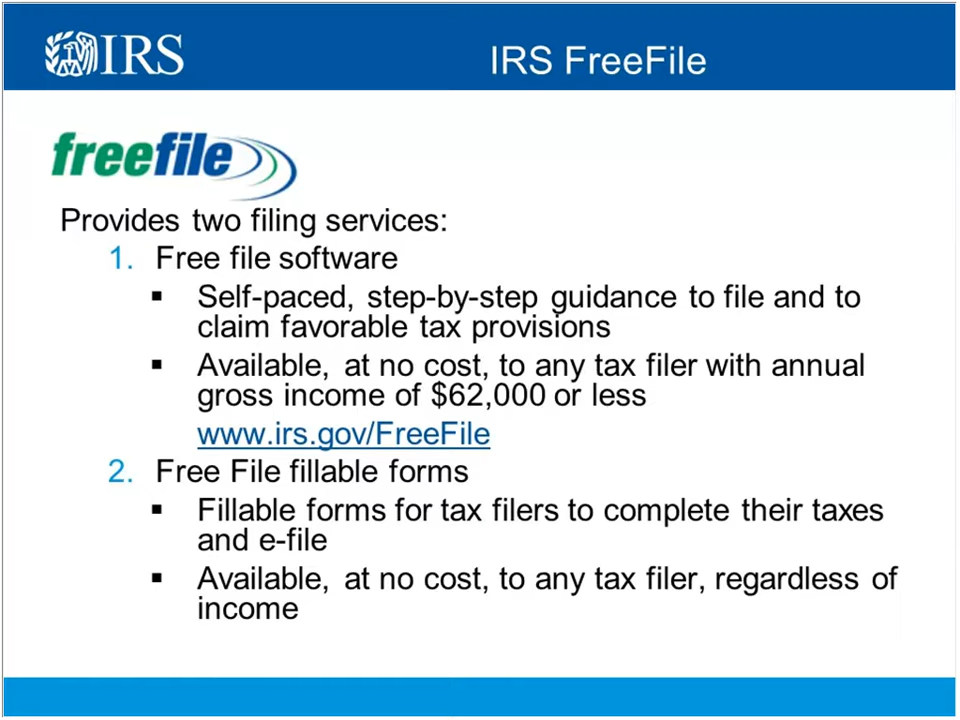 IRS
IRS FreeFile
freefile
Provides two filing services:
1. Free file software
▪ Self-paced, step-by-step guidance to file and to
claim favorable tax provisions
▪ Available, at no cost, to any tax filer with annual
gross income of $62,000 or less
www.irs.gov/FreeFile
2. Free File fillable forms
▪ Fillable forms for tax filers to complete their taxes
and e-file
▪ Available, at no cost, to any tax filer, regardless of
income